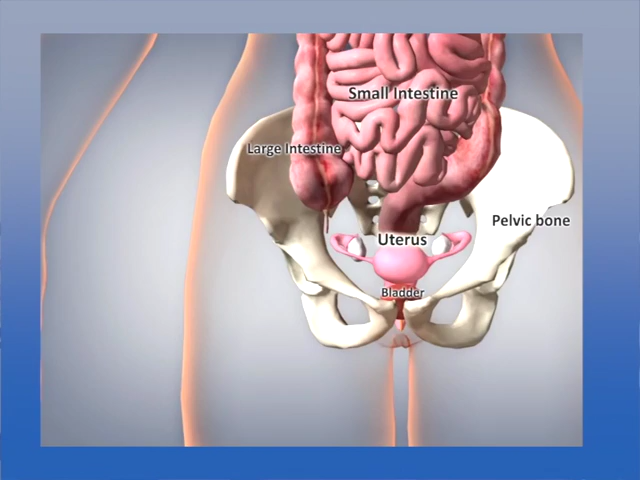 Small Intestine
Large Intestine
Pelvic bone
Uterus
Bladder